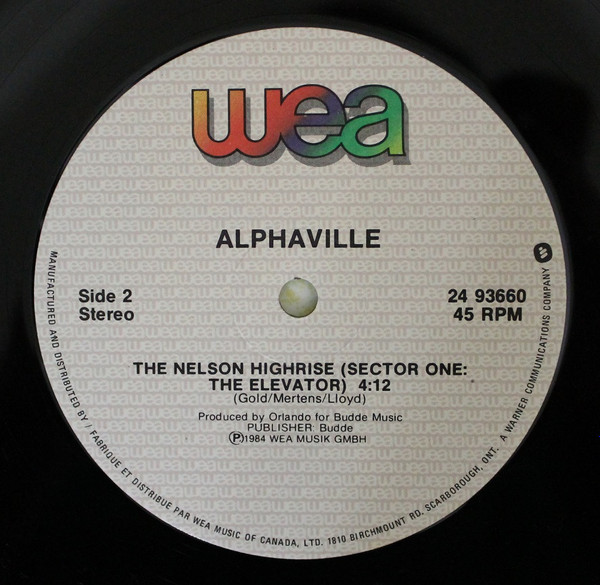 wea
ALPHAVILLE
Side 2
Stereo
24 93660
45 RPM
THE NELSON HIGHRISE (SECTOR ONE:
THE ELEVATOR) 4:12
(Gold/Mertens/Lloyd)
Produced by Orlando for Budde Music
PUBLISHER: Budde
Ⓟ1984 WEA MUSIK GMBH
MANUFACTURED AND DISTRIBUTED BY / FABRIQUE ET DISTRIBUE PAR WEA MUSIC OF CANADA, LTD. 1810 BIRCHMOUNT RD. SCARBOROUGH, ONT. A WARNER COMMUNICATIONS COMPANY